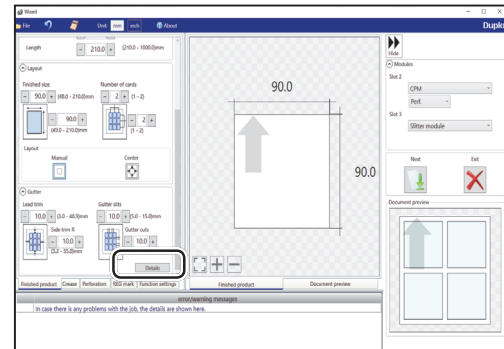 Wizard
File
Unit: mm inch
About
Duplo
Length
- 210.0 + (210.0 - 1000.0)mm
Layout
Finished size
Number of cards
- 90.0 + (48.0 - 210.0)mm
- 2 + (1 - 2)
- 90.0 +
(49.0 - 210.0)mm
- 2 +
(1 - 2)
Layout
Manual
Center
Gutter
Lead trim
Gutter slits
- 10.0 + (3.0 - 48.0)mm
- 10.0 + (5.0 - 15.0)mm
Side trim R
Gutter cuts
- 10.0 +
(3.2 - 55.0)mm
- 10.0 +
Details
Finished product
Crease
Perforation
REG mark
Function settings
90.0
90.0
Finished product
Document preview
error/warning messages
In case there is any problems with the job, the details are shown here.
Hide
Modules
Slot 2
CPM
Perf.
Slot 3
Slitter module
Next
Exit
Document preview